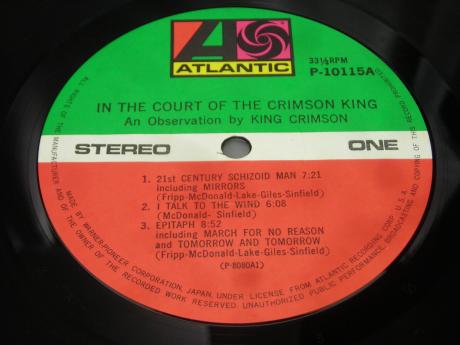 ATLANTIC
33⅓RPM
P-10115A
IN THE COURT OF THE CRIMSON KING
An Observation by KING CRIMSON
STEREO
ONE
1. 21st CENTURY SCHIZOID MAN 7:21
including MIRRORS
(Fripp-McDonald-Lake-Giles-Sinfield)
2. I TALK TO THE WIND 6:08
(McDonald- Sinfield)
3. EPITAPH 8:52
including MARCH FOR NO REASON
and TOMORROW AND TOMORROW
(Fripp-McDonald-Lake-Giles-Sinfield)
(P-8080A1)
MADE BY WARNER-PIONEER CORPORATION, JAPAN, UNDER LICENSE FROM ATLANTIC RECORDING CORP., U.S.A.
ALL RIGHTS OF THE MANUFACTURER AND OF THE OWNER OF THE RECORDED WORK RESERVED. UNAUTHORIZED PUBLIC PERFORMANCE, BROADCASTING AND COPYING OF THIS RECORD PROHIBITED